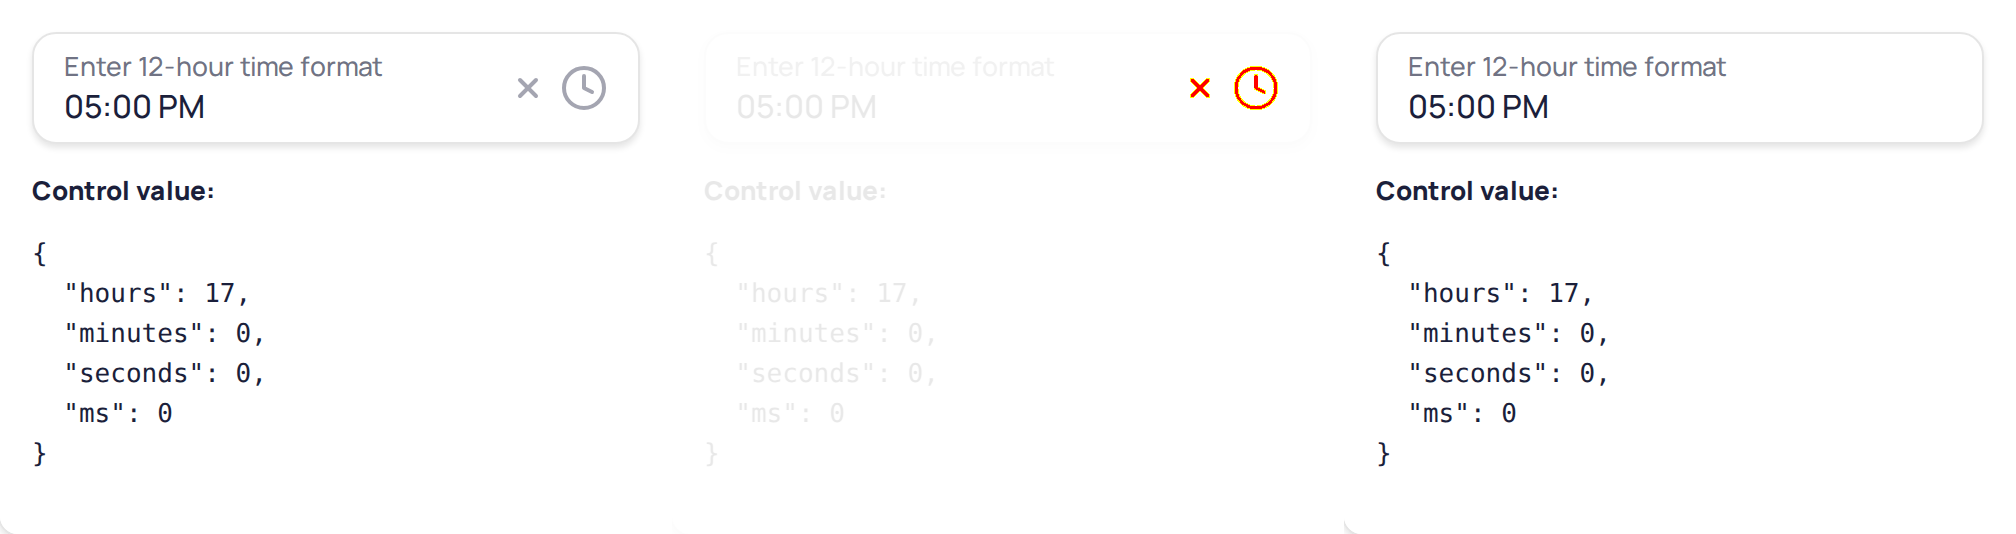 Enter 12-hour time format
05:00 PM
Control value:
{
  "hours": 17,
  "minutes": 0,
  "seconds": 0,
  "ms": 0
}
Enter 12-hour time format
05:00 PM
Control value:
{
  "hours": 17,
  "minutes": 0,
  "seconds": 0,
  "ms": 0
}
Enter 12-hour time format
05:00 PM
Control value:
{
  "hours": 17,
  "minutes": 0,
  "seconds": 0,
  "ms": 0
}